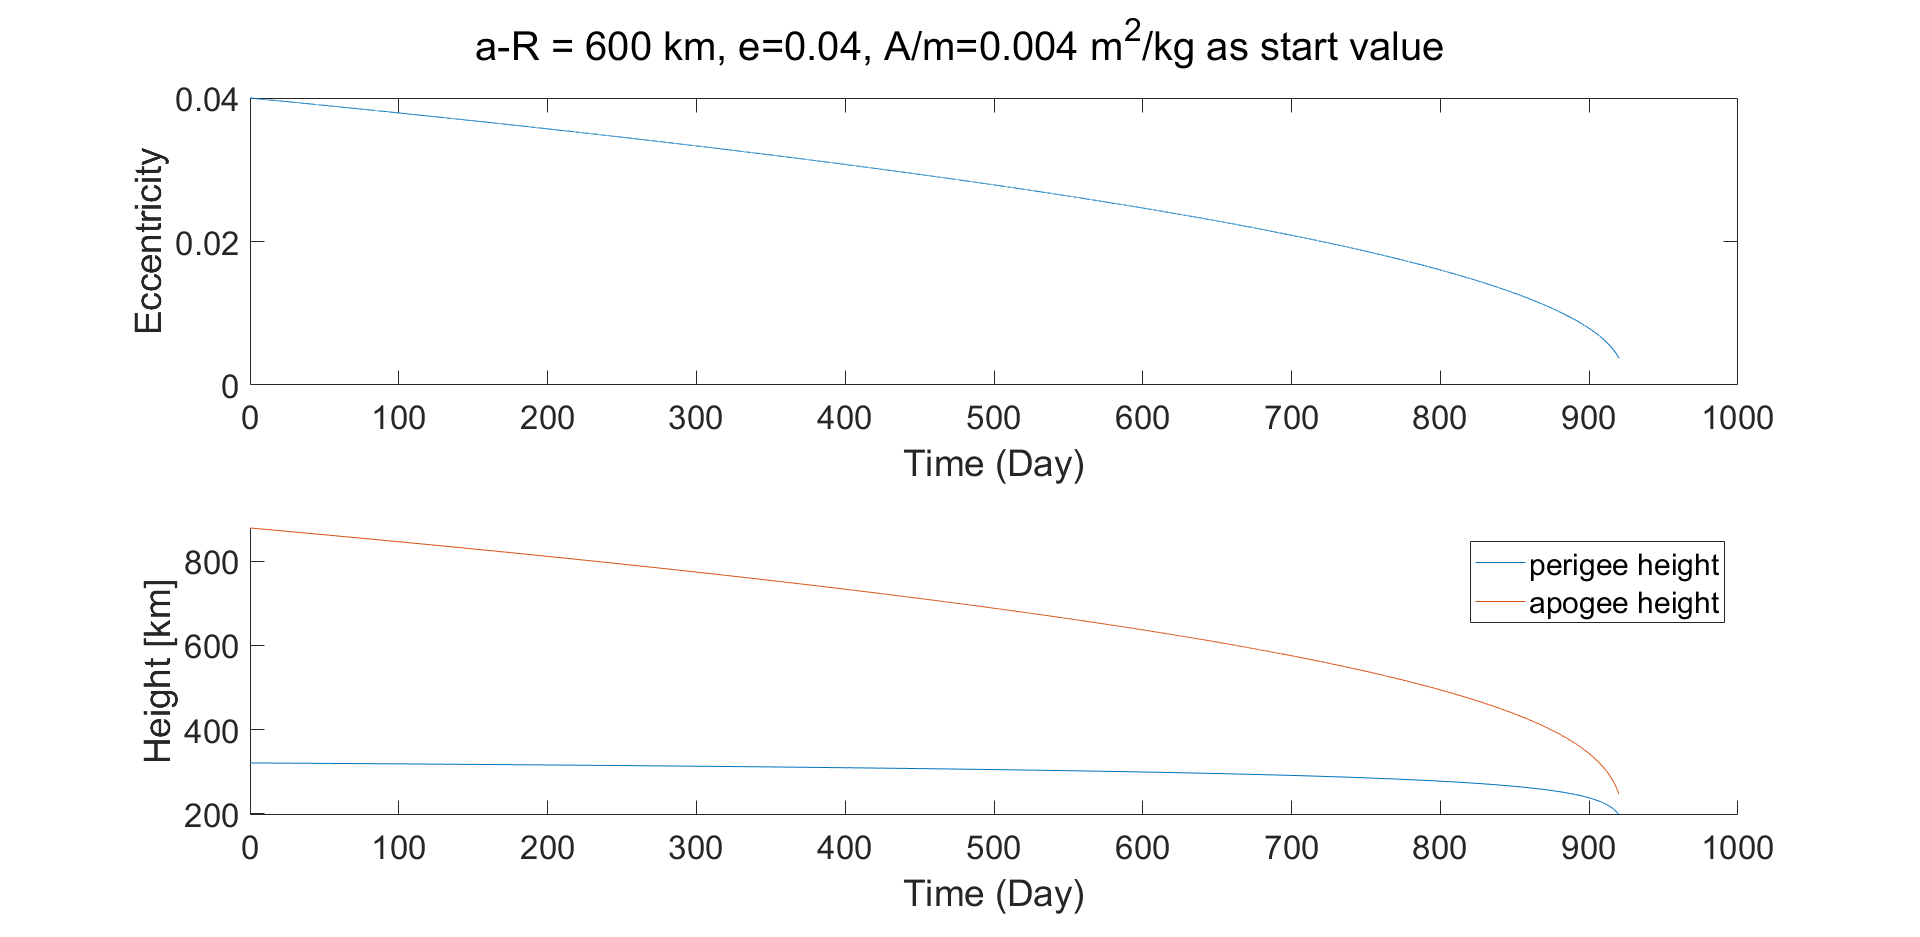 a-R = 600 km, e=0.04, A/m=0.004 m²/kg as start value
0.04
0.02
0
Eccentricity
0 100 200 300 400 500 600 700 800 900 1000
Time (Day)
800
600
400
200
Height [km]
perigee height
apogee height
0 100 200 300 400 500 600 700 800 900 1000
Time (Day)